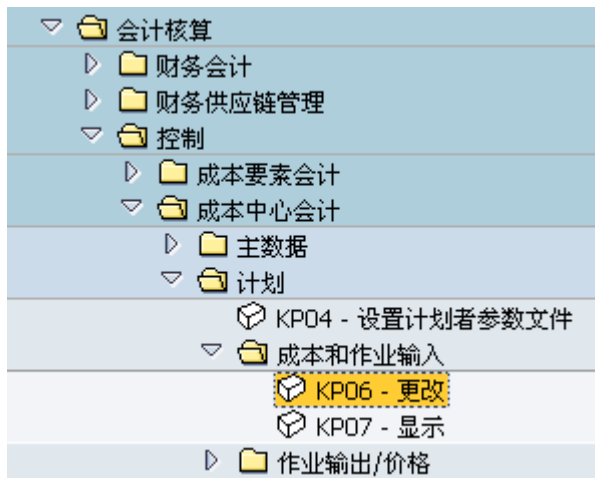 会计核算
财务会计
财务供应链管理
控制
成本要素会计
成本中心会计
主数据
计划
KP04 - 设置计划者参数文件
成本和作业输入
KP06 - 更改
KP07 - 显示
作业输出/价格